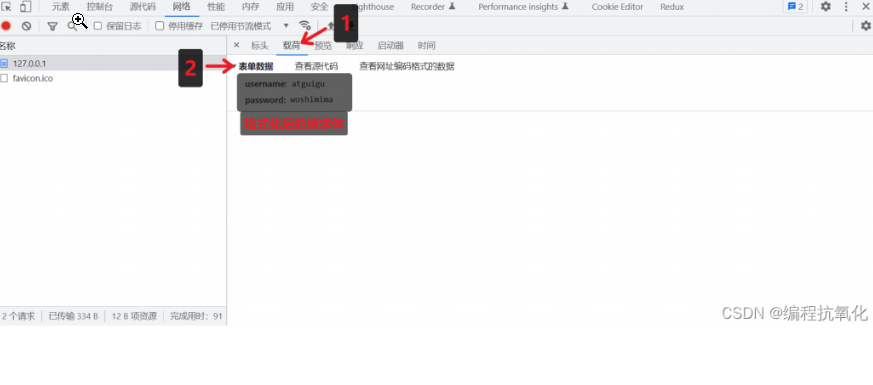 元素 控制台 源代码 网络 性能 内存 应用 安全 Lighthouse Recorder Performance insights Cookie Editor Redux 2
保留日志 停用缓存 已停用节流模式
1
名称
× 标头 载荷 预览 响应 启动器 时间
127.0.0.1
favicon.ico
2
表单数据 查看源代码 查看网址编码格式的数据
username: atguigu
password: woshimima
格式化后的请求体
2 个请求 已传输 334 B 12 B 项资源 完成用时：91
CSDN @编程抗氧化